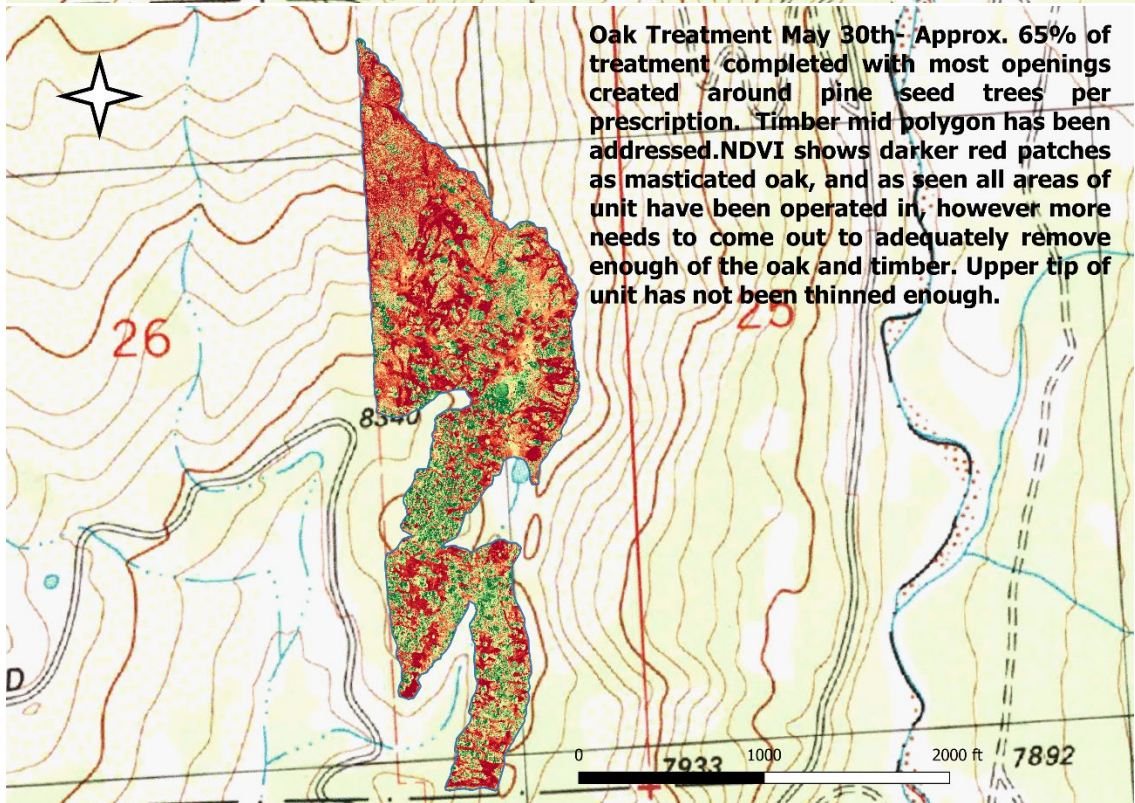 Oak Treatment May 30th- Approx. 65% of
treatment completed with most openings
created around pine seed trees per
prescription. Timber mid polygon has been
addressed.NDVI shows darker red patches
as masticated oak, and as seen all areas of
unit have been operated in, however more
needs to come out to adequately remove
enough of the oak and timber. Upper tip of
unit has not been thinned enough.
25
26
8340
D
0 1000 2000 ft
7933
7892